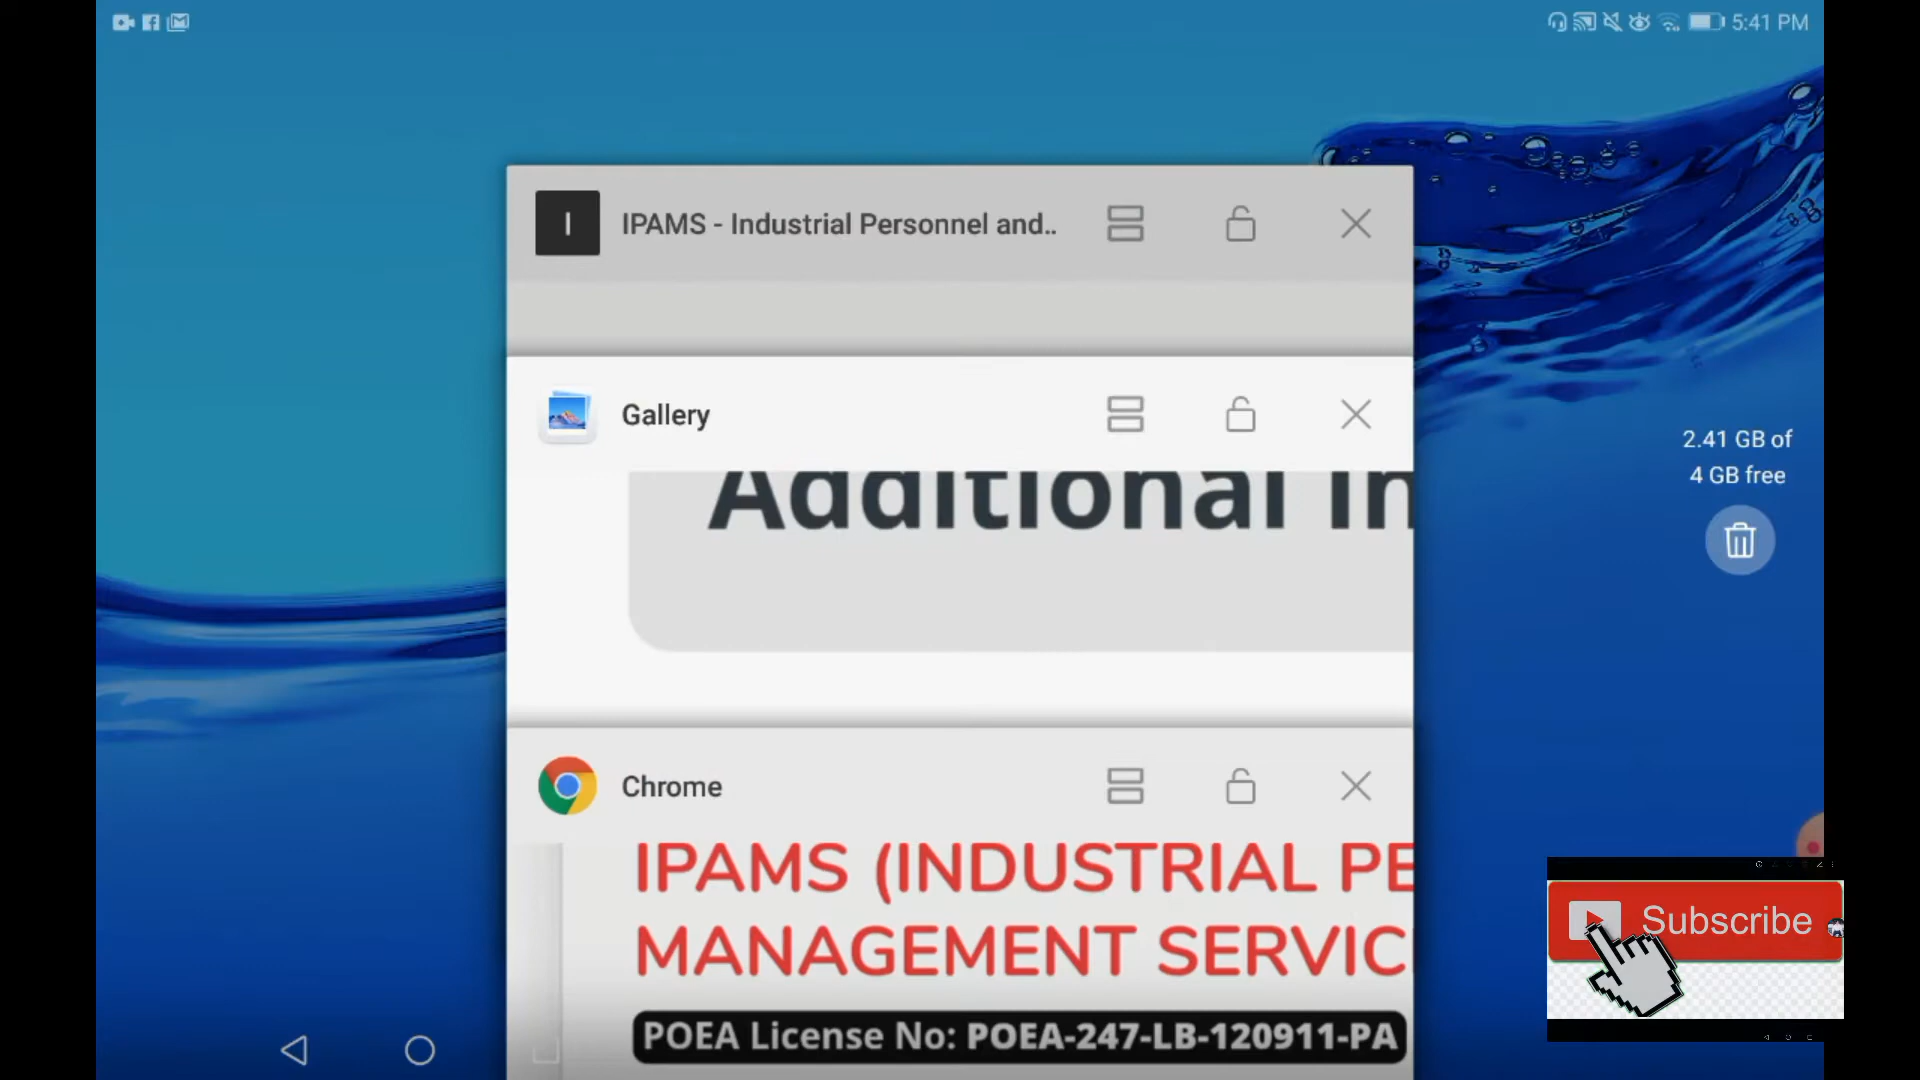 5:41 PM
I IPAMS - Industrial Personnel and..
Gallery
Additional In
2.41 GB of
4 GB free
Chrome
IPAMS (INDUSTRIAL PE
MANAGEMENT SERVIC
POEA License No: POEA-247-LB-120911-PA
Subscribe